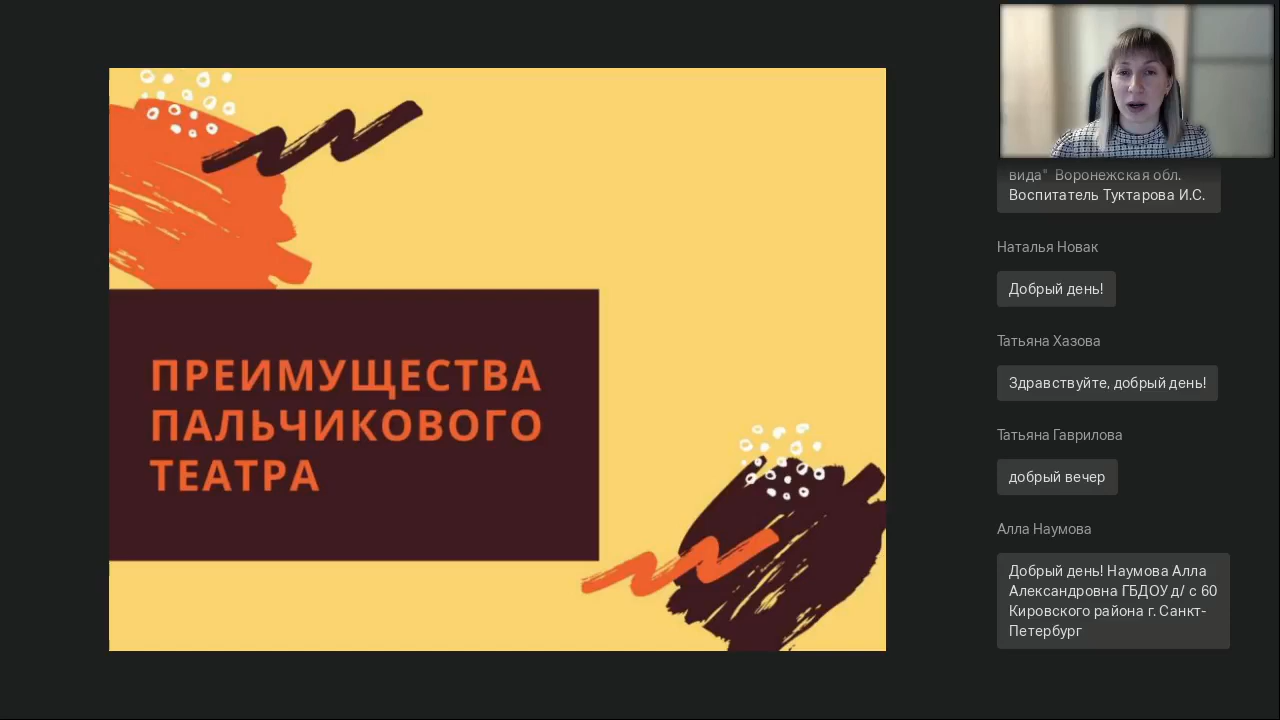 ПРЕИМУЩЕСТВА
ПАЛЬЧИКОВОГО
ТЕАТРА
вида" Воронежская обл.
Воспитатель Туктарова И.С.
Наталья Новак
Добрый день!
Татьяна Хазова
Здравствуйте, добрый день!
Татьяна Гаврилова
добрый вечер
Алла Наумова
Добрый день! Наумова Алла
Александровна ГБДОУ д/ с 60
Кировского района г. Санкт-
Петербург